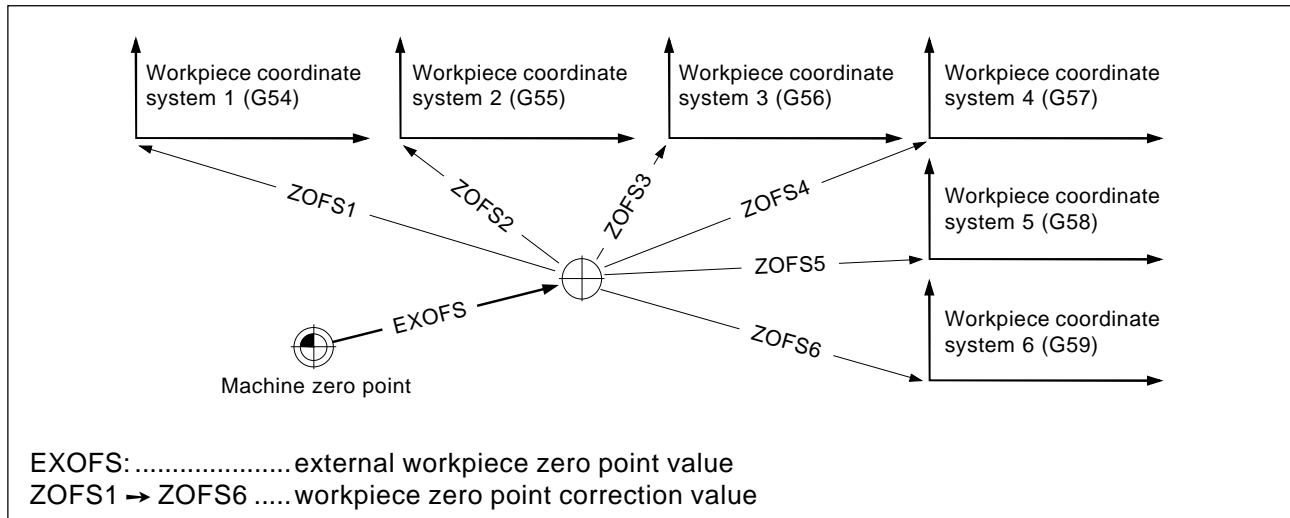 Workpiece coordinate
system 1 (G54)
Workpiece coordinate
system 2 (G55)
Workpiece coordinate
system 3 (G56)
Workpiece coordinate
system 4 (G57)
ZOFS1
ZOFS2
ZOFS3
ZOFS4
Workpiece coordinate
system 5 (G58)
ZOFS5
EXOFS
ZOFS6
Workpiece coordinate
system 6 (G59)
Machine zero point
EXOFS: ..................... external workpiece zero point value
ZOFS1 → ZOFS6 ..... workpiece zero point correction value